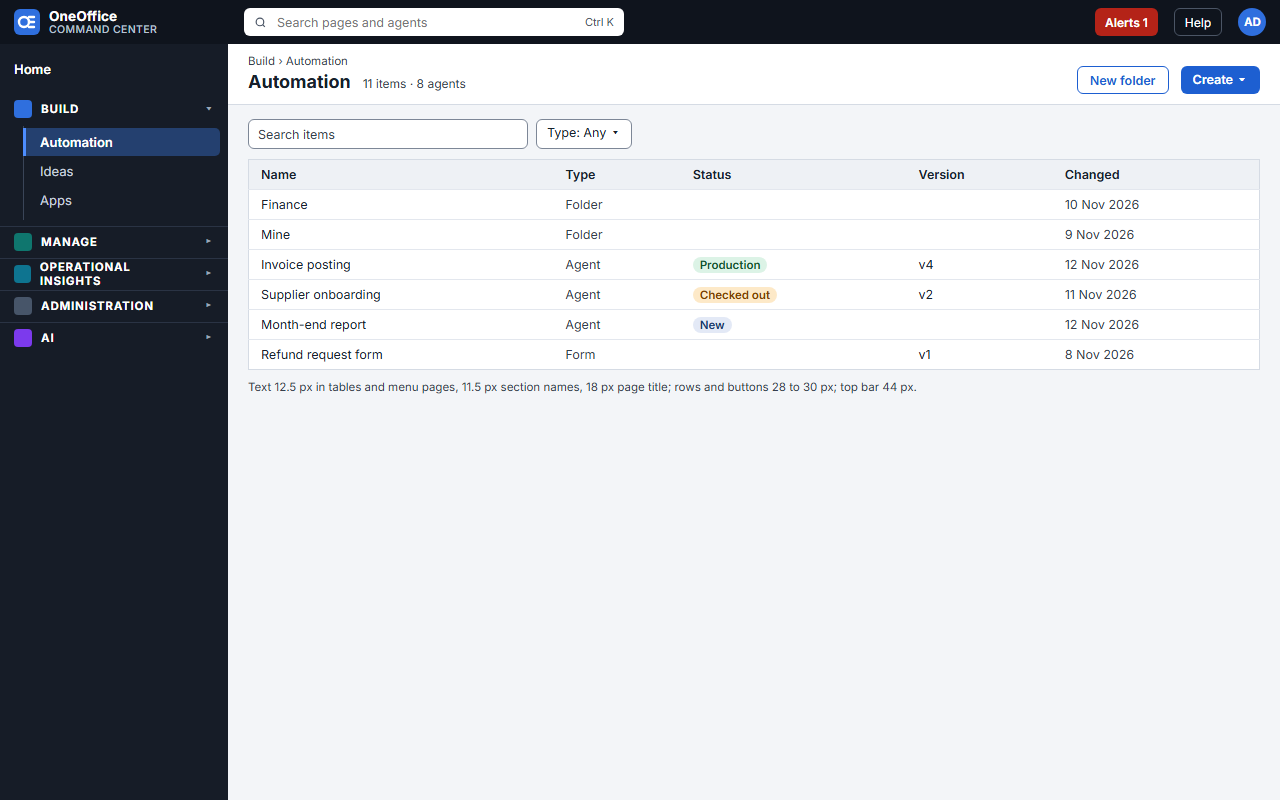 OneOffice
COMMAND CENTER
Search pages and agents Ctrl K
Alerts 1
Help
AD
Home
BUILD
Automation
Ideas
Apps
MANAGE
OPERATIONAL
INSIGHTS
ADMINISTRATION
AI
Build › Automation
Automation 11 items · 8 agents
New folder
Create
Search items
Type: Any
Name Type Status Version Changed
Finance Folder 10 Nov 2026
Mine Folder 9 Nov 2026
Invoice posting Agent Production v4 12 Nov 2026
Supplier onboarding Agent Checked out v2 11 Nov 2026
Month-end report Agent New 12 Nov 2026
Refund request form Form v1 8 Nov 2026
Text 12.5 px in tables and menu pages, 11.5 px section names, 18 px page title; rows and buttons 28 to 30 px; top bar 44 px.